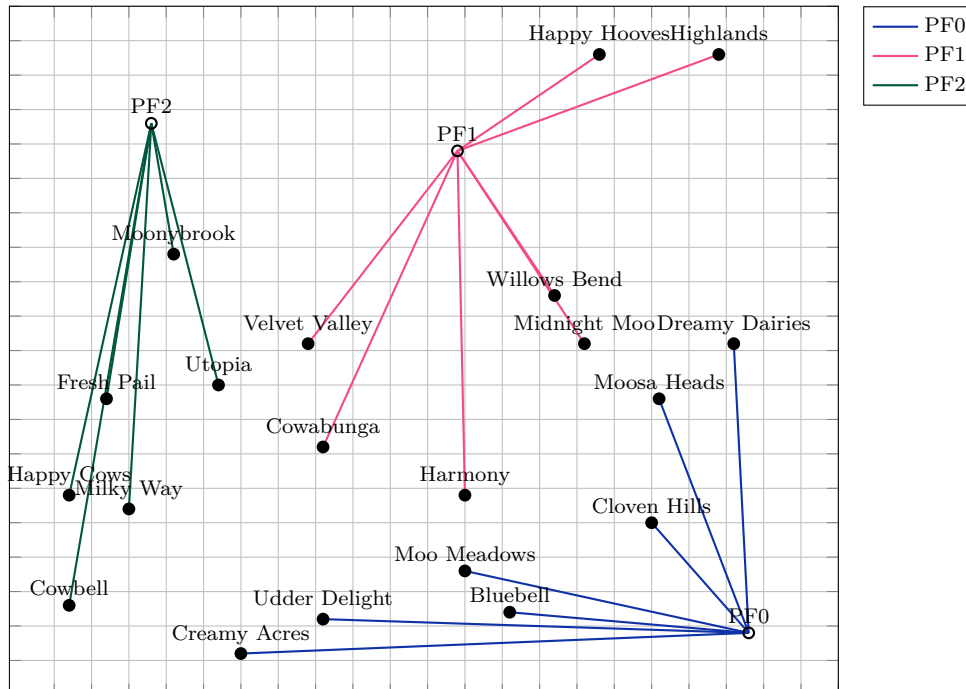 Happy Hooves
Highlands
PF0
PF1
PF2
PF2
PF1
Moonybrook
Willows Bend
Velvet Valley
Midnight Moo
Dreamy Dairies
Utopia
Fresh Pail
Moosa Heads
Cowabunga
Happy Cows
Harmony
Milky Way
Cloven Hills
Moo Meadows
Cowbell
Udder Delight
Bluebell
PF0
Creamy Acres